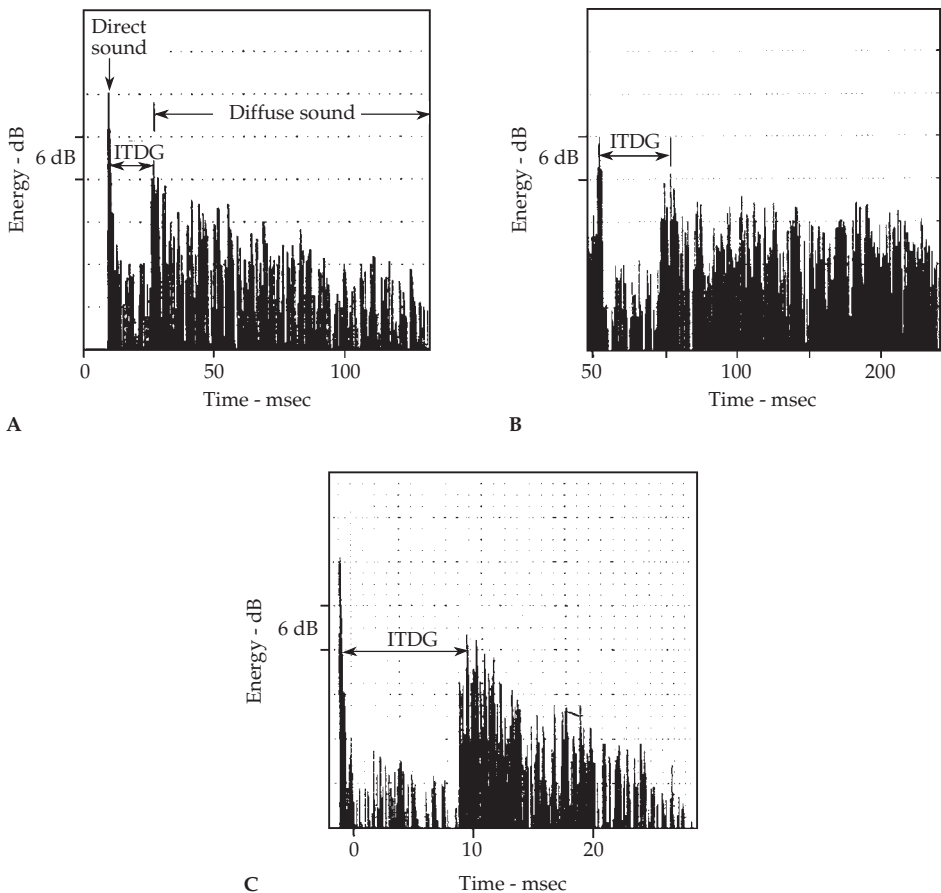 Direct
sound
Diffuse sound
ITDG
6 dB
Energy - dB
0 50 100
Time - msec
A
ITDG
6 dB
Energy - dB
50 100 200
Time - msec
B
ITDG
6 dB
Energy - dB
0 10 20
Time - msec
C